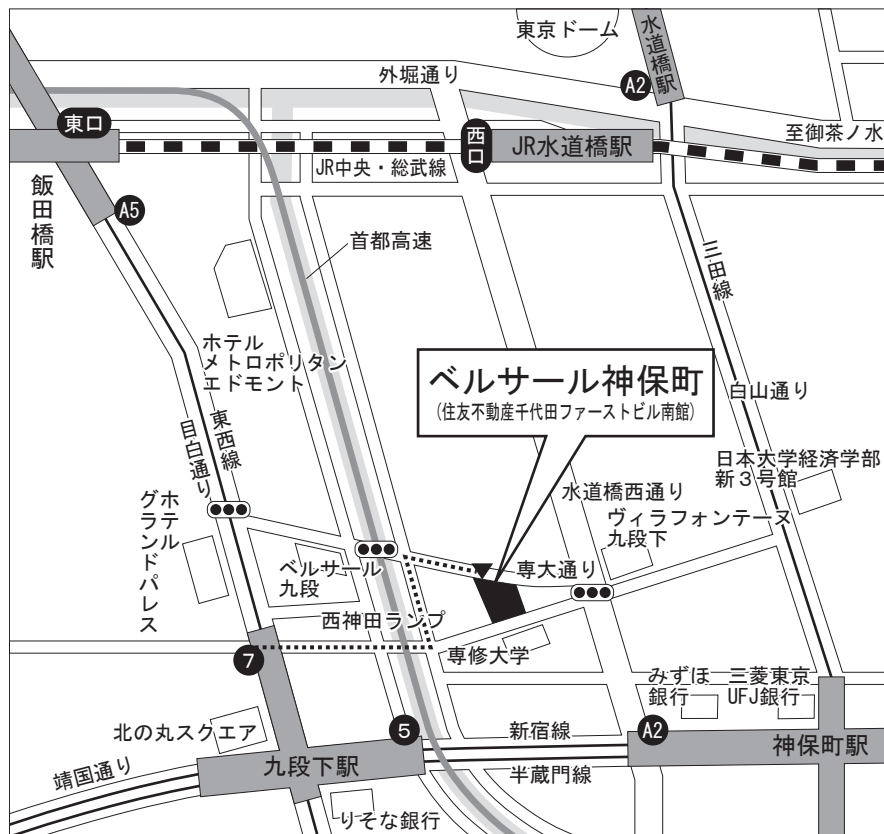 東京ドーム
水道橋駅
A2
外堀通り
東口
西口
JR水道橋駅
至御茶ノ水
JR中央・総武線
飯田橋駅
A5
首都高速
三田線
ホテル
メトロポリタン
エドモント
ベルサール神保町
(住友不動産千代田ファーストビル南館)
白山通り
東西線
目白通り
日本大学経済学部
新3号館
水道橋西通り
ホテル
グランドパレス
ヴィラフォンテーヌ
九段下
ベルサール
九段
専大通り
西神田ランプ
専修大学
7
みずほ
銀行
三菱東京
UFJ銀行
北の丸スクエア
5
新宿線
A2
神保町駅
靖国通り
九段下駅
半蔵門線
りそな銀行